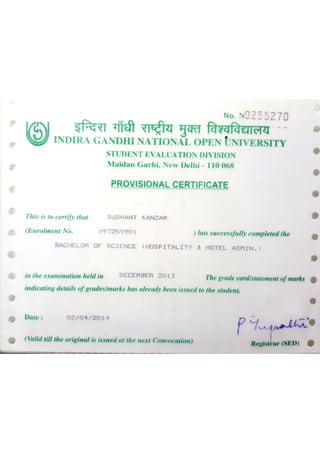 No. N0255270
इन्दिरा गाँधी राष्ट्रीय मुक्त विश्वविद्यालय
INDIRA GANDHI NATIONAL OPEN UNIVERSITY
STUDENT EVALUATION DIVISION
Maidan Garhi, New Delhi - 110 068
PROVISIONAL CERTIFICATE
This is to certify that SUSHANT KANZAR
(Enrolment No. 097259901 ) has successfully completed the
BACHELOR OF SCIENCE (HOSPITALITY & HOTEL ADMIN.)
in the examination held in DECEMBER 2013 The grade card/statement of marks
indicating details of grades/marks has already been issued to the student.
Date : 02/04/2014
(Valid till the original is issued at the next Convocation) Registrar (SED)